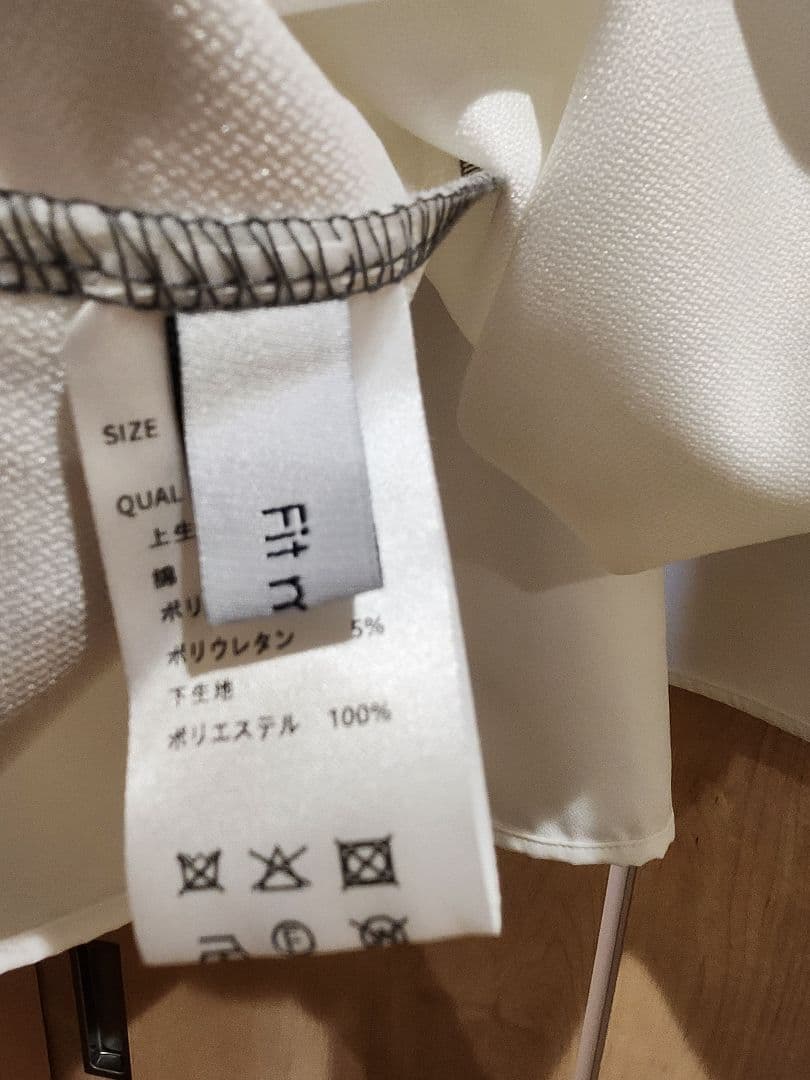 SIZE
QUAL
上生
綿
ポリ
ポリウレタン 5%
下生地
ポリエステル 100%
Fit
F